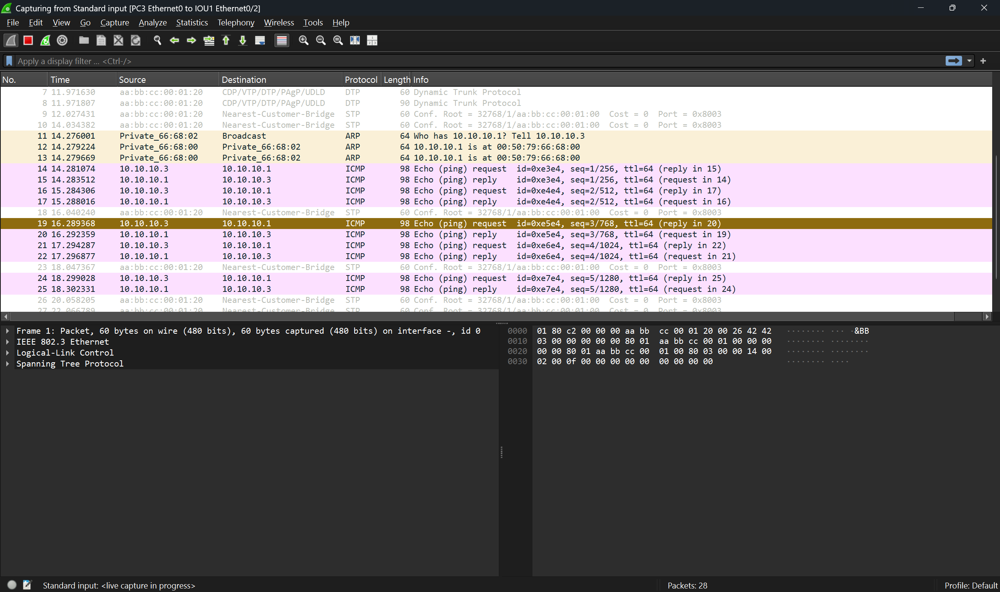 Capturing from Standard input [PC3 Ethernet0 to IOU1 Ethernet0/2]
File Edit View Go Capture Analyze Statistics Telephony Wireless Tools Help
Apply a display filter ... <Ctrl-/>
No. Time Source Destination Protocol Length Info
7 11.971630 aa:bb:cc:00:01:20 CDP/VTP/DTP/PAgP/UDLD DTP 60 Dynamic Trunk Protocol
8 11.971807 aa:bb:cc:00:01:20 CDP/VTP/DTP/PAgP/UDLD DTP 90 Dynamic Trunk Protocol
9 12.027431 aa:bb:cc:00:01:20 Nearest-Customer-Bridge STP 60 Conf. Root = 32768/1/aa:bb:cc:00:01:00 Cost = 0 Port = 0x8003
10 14.034382 aa:bb:cc:00:01:20 Nearest-Customer-Bridge STP 60 Conf. Root = 32768/1/aa:bb:cc:00:01:00 Cost = 0 Port = 0x8003
11 14.276001 Private_66:68:02 Broadcast ARP 64 Who has 10.10.10.1? Tell 10.10.10.3
12 14.279224 Private_66:68:00 Private_66:68:02 ARP 64 10.10.10.1 is at 00:50:79:66:68:00
13 14.279669 Private_66:68:00 Private_66:68:02 ARP 64 10.10.10.1 is at 00:50:79:66:68:00
14 14.281074 10.10.10.3 10.10.10.1 ICMP 98 Echo (ping) request id=0xe3e4, seq=1/256, ttl=64 (reply in 15)
15 14.283512 10.10.10.1 10.10.10.3 ICMP 98 Echo (ping) reply id=0xe3e4, seq=1/256, ttl=64 (request in 14)
16 15.284306 10.10.10.3 10.10.10.1 ICMP 98 Echo (ping) request id=0xe4e4, seq=2/512, ttl=64 (reply in 17)
17 15.288016 10.10.10.1 10.10.10.3 ICMP 98 Echo (ping) reply id=0xe4e4, seq=2/512, ttl=64 (request in 16)
18 16.040240 aa:bb:cc:00:01:20 Nearest-Customer-Bridge STP 60 Conf. Root = 32768/1/aa:bb:cc:00:01:00 Cost = 0 Port = 0x8003
19 16.289368 10.10.10.3 10.10.10.1 ICMP 98 Echo (ping) request id=0xe5e4, seq=3/768, ttl=64 (reply in 20)
20 16.292359 10.10.10.1 10.10.10.3 ICMP 98 Echo (ping) reply id=0xe5e4, seq=3/768, ttl=64 (request in 19)
21 17.294287 10.10.10.3 10.10.10.1 ICMP 98 Echo (ping) request id=0xe6e4, seq=4/1024, ttl=64 (reply in 22)
22 17.296877 10.10.10.1 10.10.10.3 ICMP 98 Echo (ping) reply id=0xe6e4, seq=4/1024, ttl=64 (request in 21)
23 18.047367 aa:bb:cc:00:01:20 Nearest-Customer-Bridge STP 60 Conf. Root = 32768/1/aa:bb:cc:00:01:00 Cost = 0 Port = 0x8003
24 18.299028 10.10.10.3 10.10.10.1 ICMP 98 Echo (ping) request id=0xe7e4, seq=5/1280, ttl=64 (reply in 25)
25 18.302331 10.10.10.1 10.10.10.3 ICMP 98 Echo (ping) reply id=0xe7e4, seq=5/1280, ttl=64 (request in 24)
26 20.058205 aa:bb:cc:00:01:20 Nearest-Customer-Bridge STP 60 Conf. Root = 32768/1/aa:bb:cc:00:01:00 Cost = 0 Port = 0x8003
27 22.066789 aa:bb:cc:00:01:20 Nearest-Customer-Bridge STP 60 Conf. Root = 32768/1/aa:bb:cc:00:01:00 Cost = 0 Port = 0x8003
Frame 1: Packet, 60 bytes on wire (480 bits), 60 bytes captured (480 bits) on interface -, id 0
IEEE 802.3 Ethernet
Logical-Link Control
Spanning Tree Protocol
0000 01 80 c2 00 00 00 aa bb cc 00 01 20 00 26 42 42 ········ ··· ·&BB
0010 03 00 00 00 00 00 80 01 aa bb cc 00 01 00 00 00 ········ ········
0020 00 00 80 01 aa bb cc 00 01 00 80 03 00 00 14 00 ········ ········
0030 02 00 0f 00 00 00 00 00 00 00 00 00 ········ ····
Standard input: <live capture in progress>
Packets: 28
Profile: Default